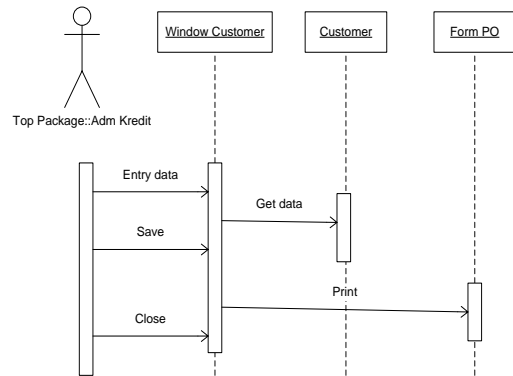 Window Customer
Customer
Form PO
Top Package::Adm Kredit
Entry data
Get data
Save
Print
Close